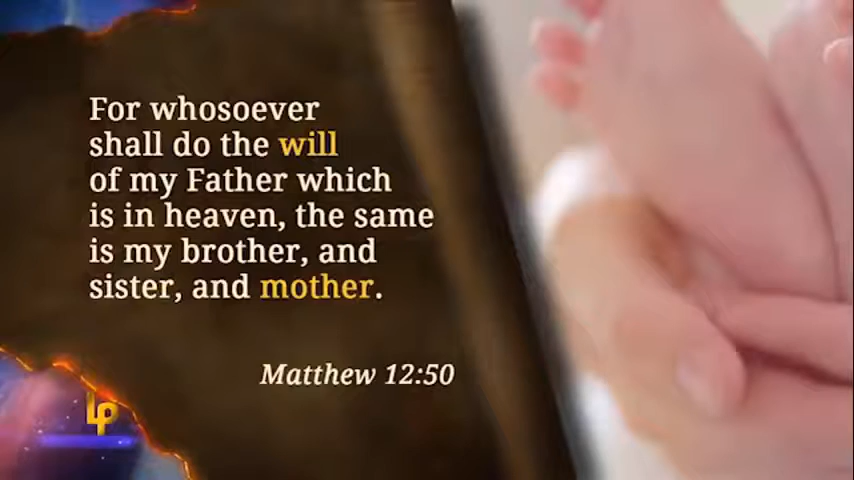 For whosoever
shall do the will
of my Father which
is in heaven, the same
is my brother, and
sister, and mother.
Matthew 12:50
LP